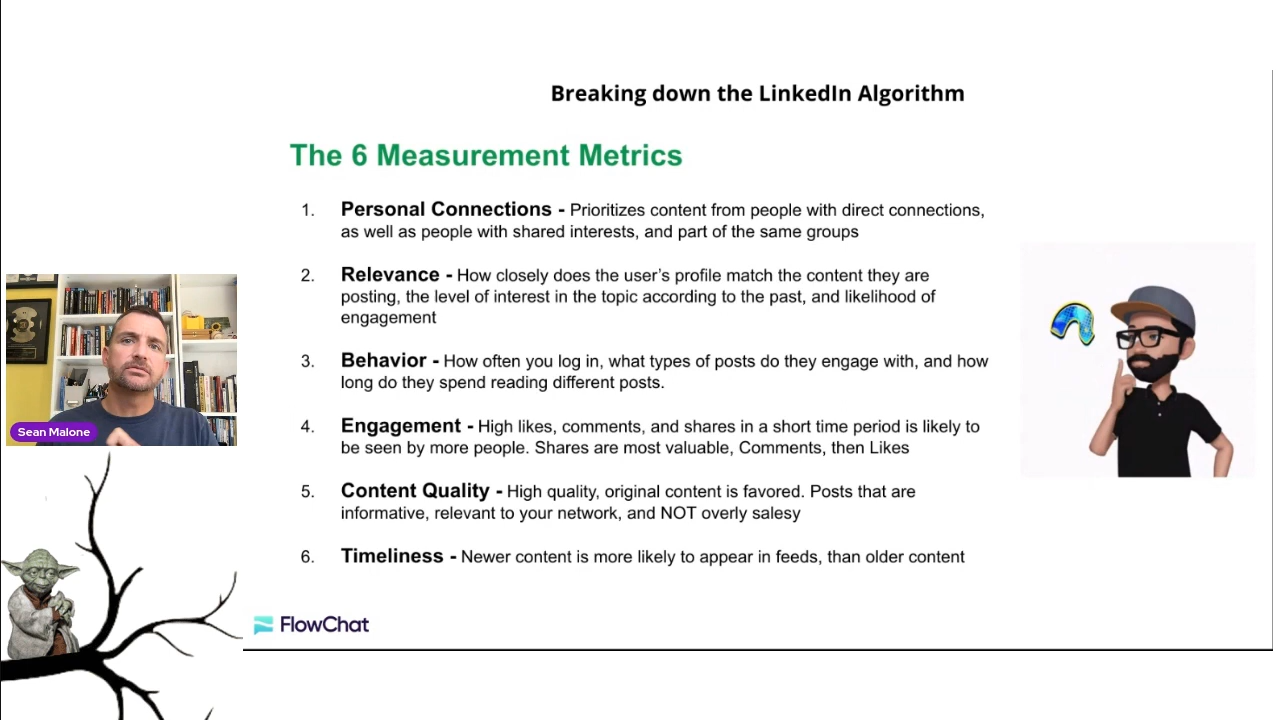 Breaking down the LinkedIn Algorithm
The 6 Measurement Metrics
1. Personal Connections - Prioritizes content from people with direct connections,
as well as people with shared interests, and part of the same groups
2. Relevance - How closely does the user’s profile match the content they are
posting, the level of interest in the topic according to the past, and likelihood of
engagement
3. Behavior - How often you log in, what types of posts do they engage with, and how
long do they spend reading different posts.
4. Engagement - High likes, comments, and shares in a short time period is likely to
be seen by more people. Shares are most valuable, Comments, then Likes
5. Content Quality - High quality, original content is favored. Posts that are
informative, relevant to your network, and NOT overly salesy
6. Timeliness - Newer content is more likely to appear in feeds, than older content
Sean Malone
FlowChat